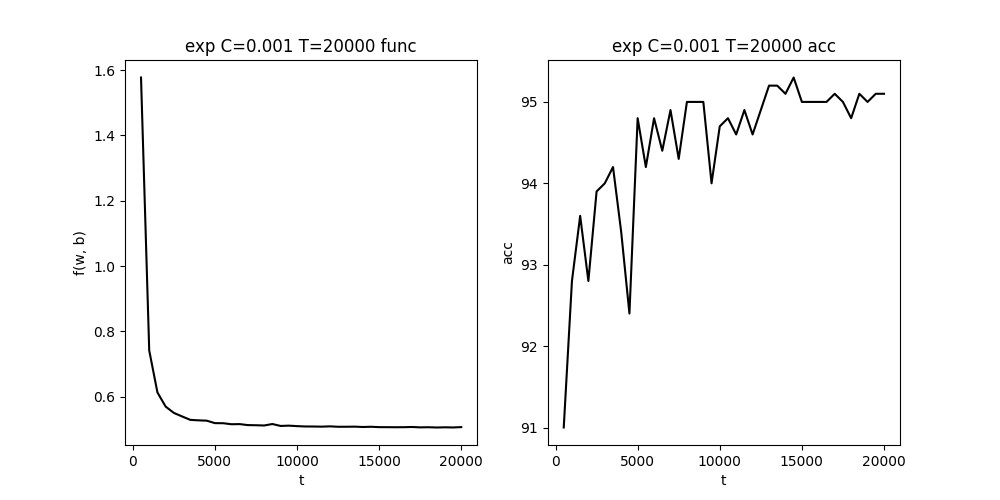 exp C=0.001 T=20000 func
f(w, b)
1.6
1.4
1.2
1.0
0.8
0.6
0 5000 10000 15000 20000
t
exp C=0.001 T=20000 acc
acc
95
94
93
92
91
0 5000 10000 15000 20000
t